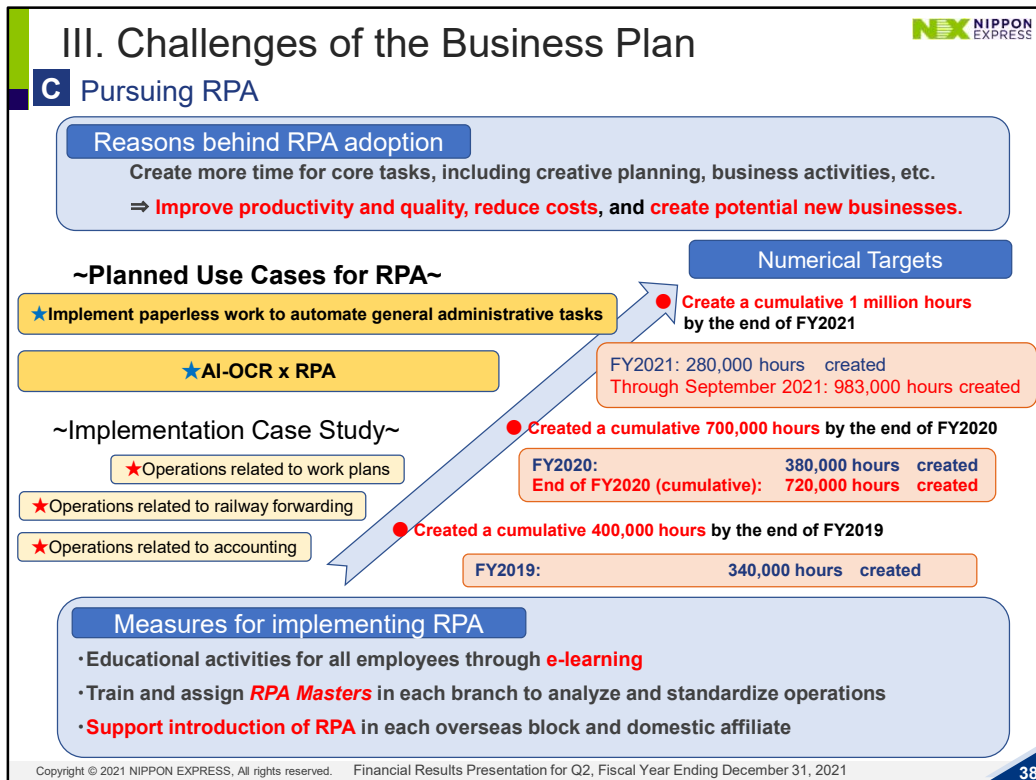 III. Challenges of the Business Plan
NX NIPPON EXPRESS
C Pursuing RPA
Reasons behind RPA adoption
Create more time for core tasks, including creative planning, business activities, etc.
⇒ Improve productivity and quality, reduce costs, and create potential new businesses.
~Planned Use Cases for RPA~
★Implement paperless work to automate general administrative tasks
★AI-OCR x RPA
~Implementation Case Study~
★Operations related to work plans
★Operations related to railway forwarding
★Operations related to accounting
Numerical Targets
● Create a cumulative 1 million hours
by the end of FY2021
FY2021: 280,000 hours created
Through September 2021: 983,000 hours created
● Created a cumulative 700,000 hours by the end of FY2020
FY2020: 380,000 hours created
End of FY2020 (cumulative): 720,000 hours created
● Created a cumulative 400,000 hours by the end of FY2019
FY2019: 340,000 hours created
Measures for implementing RPA
・Educational activities for all employees through e-learning
・Train and assign RPA Masters in each branch to analyze and standardize operations
・Support introduction of RPA in each overseas block and domestic affiliate
Copyright © 2021 NIPPON EXPRESS, All rights reserved. Financial Results Presentation for Q2, Fiscal Year Ending December 31, 2021
38